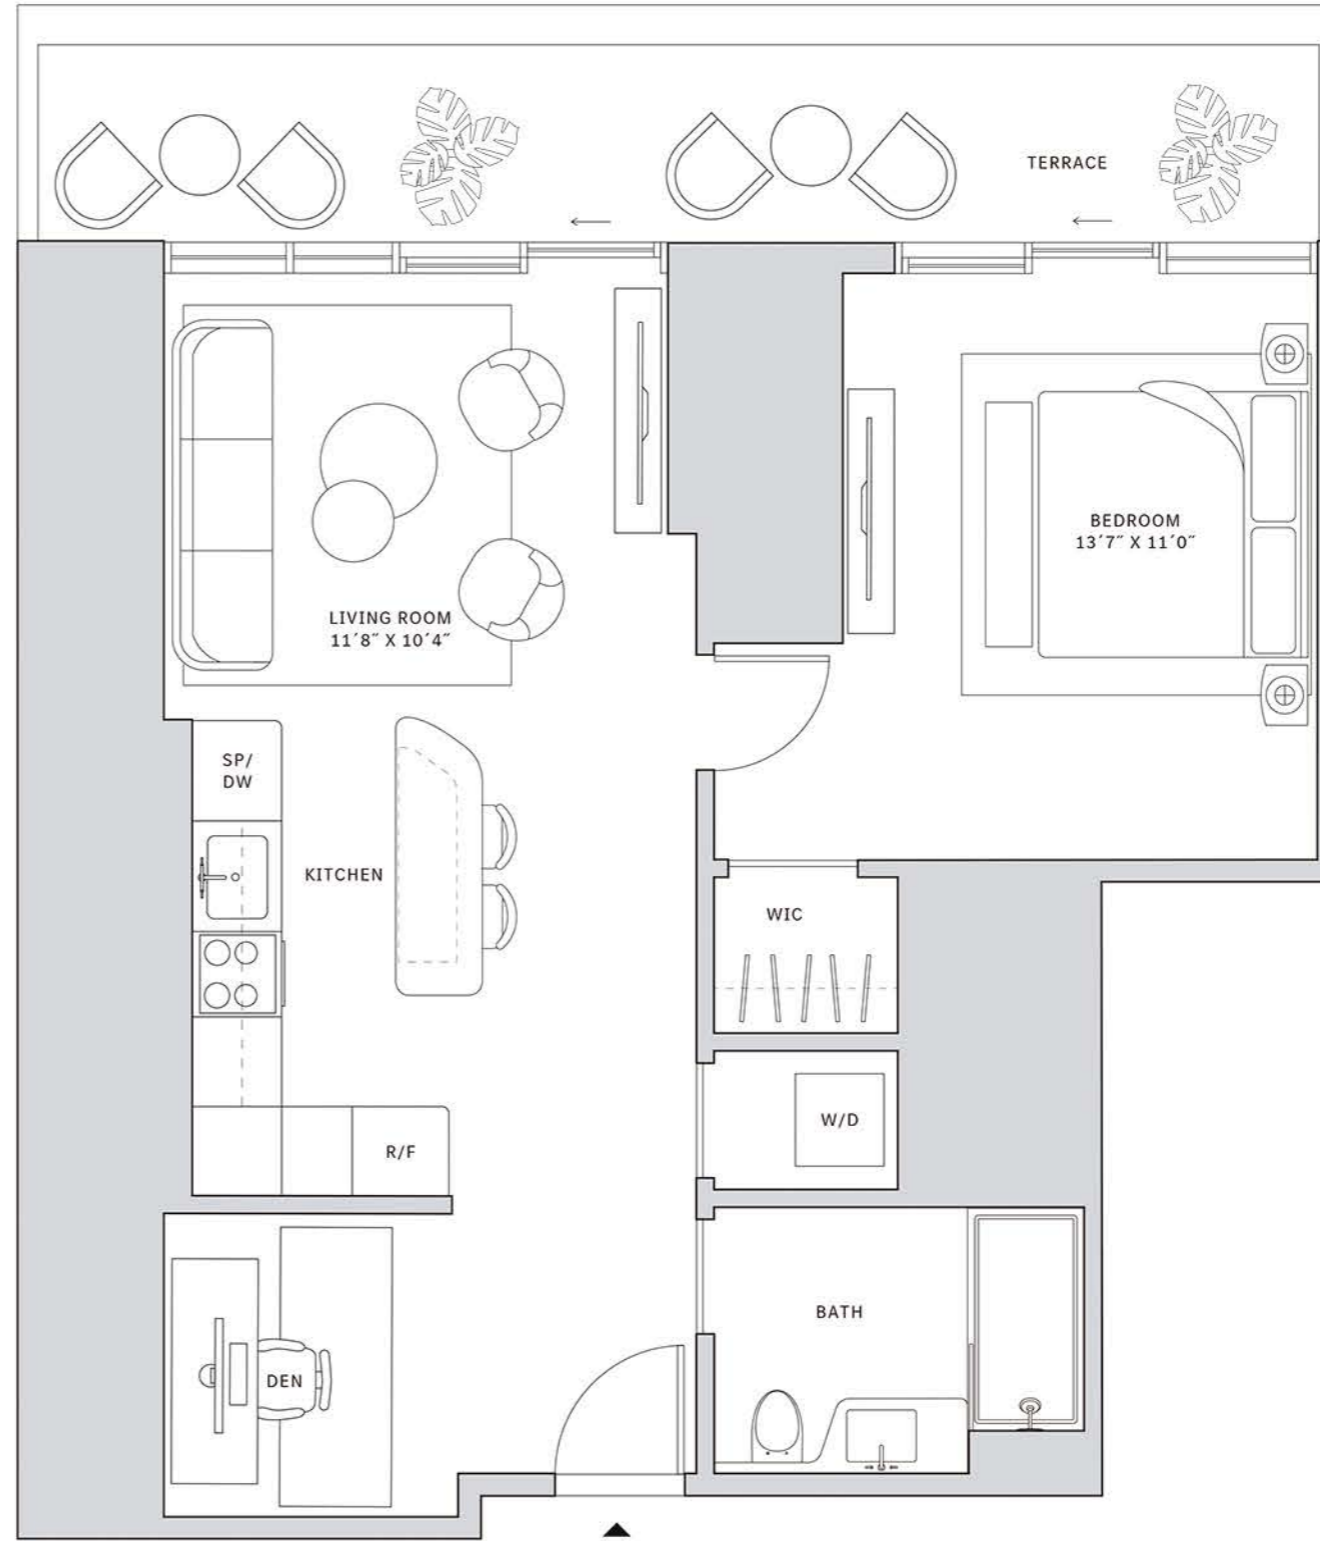 TERRACE
BEDROOM
13´7˝ X 11´0˝
LIVING ROOM
11´8˝ X 10´4˝
SP/
DW
KITCHEN
WIC
W/D
R/F
BATH
DEN